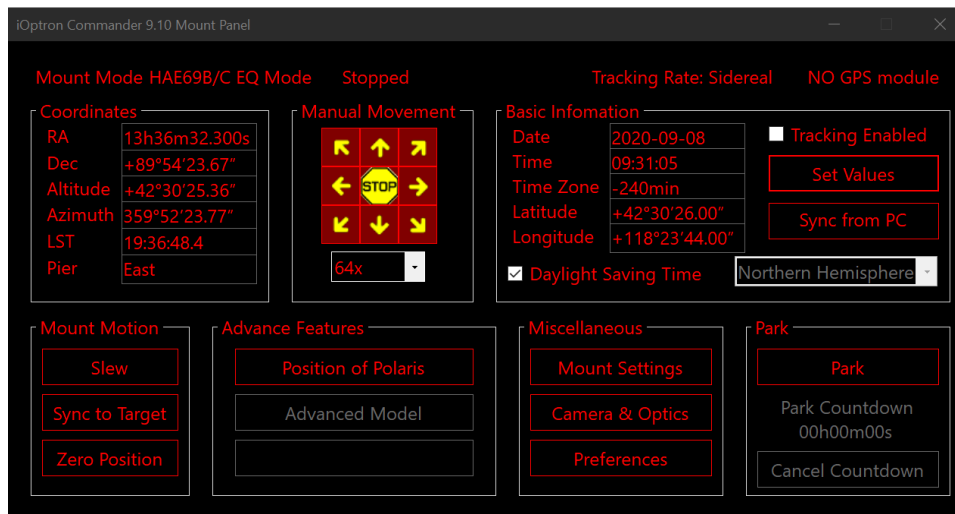 iOptron Commander 9.10 Mount Panel
Mount Mode HAE69B/C EQ Mode Stopped Tracking Rate: Sidereal NO GPS module
Coordinates
RA 13h36m32.300s
Dec +89°54’23.67”
Altitude +42°30’25.36”
Azimuth 359°52’23.77”
LST 19:36:48.4
Pier East
Manual Movement
STOP
64x
Basic Infomation
Date 2020-09-08
Time 09:31:05
Time Zone -240min
Latitude +42°30’26.00”
Longitude +118°23’44.00”
Daylight Saving Time
Tracking Enabled
Set Values
Sync from PC
Northern Hemisphere
Mount Motion
Slew
Sync to Target
Zero Position
Advance Features
Position of Polaris
Advanced Model
Miscellaneous
Mount Settings
Camera & Optics
Preferences
Park
Park
Park Countdown
00h00m00s
Cancel Countdown